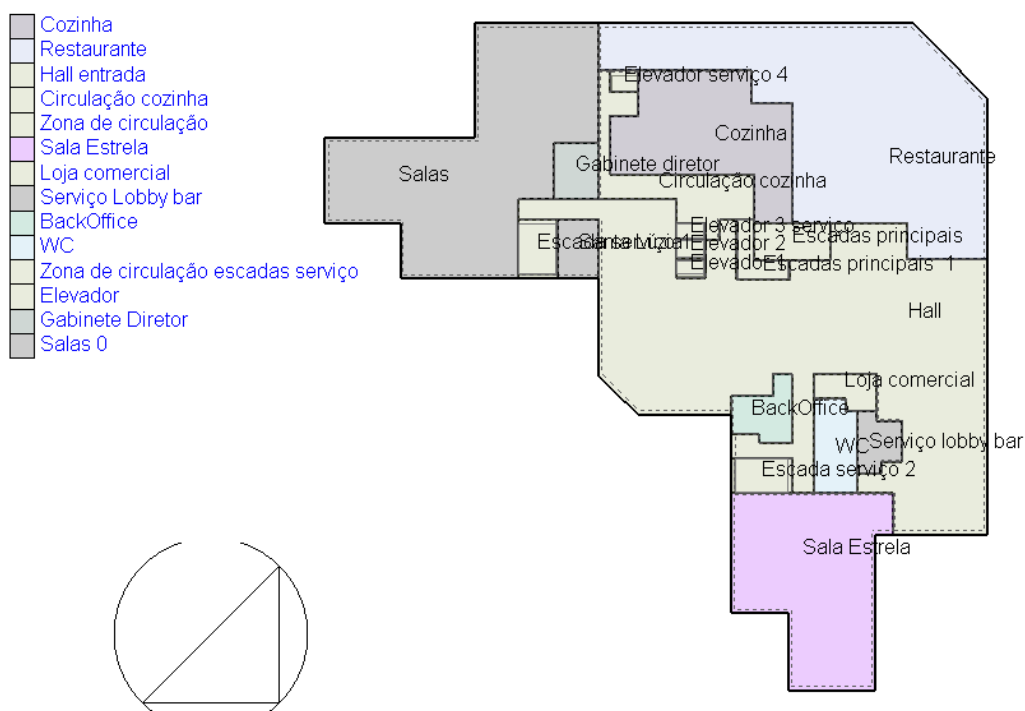 Cozinha
Restaurante
Hall entrada
Circulação cozinha
Zona de circulação
Sala Estrela
Loja comercial
Serviço Lobby bar
BackOffice
WC
Zona de circulação escadas serviço
Elevador
Gabinete Diretor
Salas 0
Elevador serviço 4
Cozinha
Restaurante
Salas
Gabinete diretor
Circulação cozinha
Elevador 3 serviço
Escadas principais
Elevador 2
Elevador 1
Escadas principais 1
Hall
Loja comercial
BackOffice
WC
Serviço lobby bar
Escada serviço 2
Sala Estrela